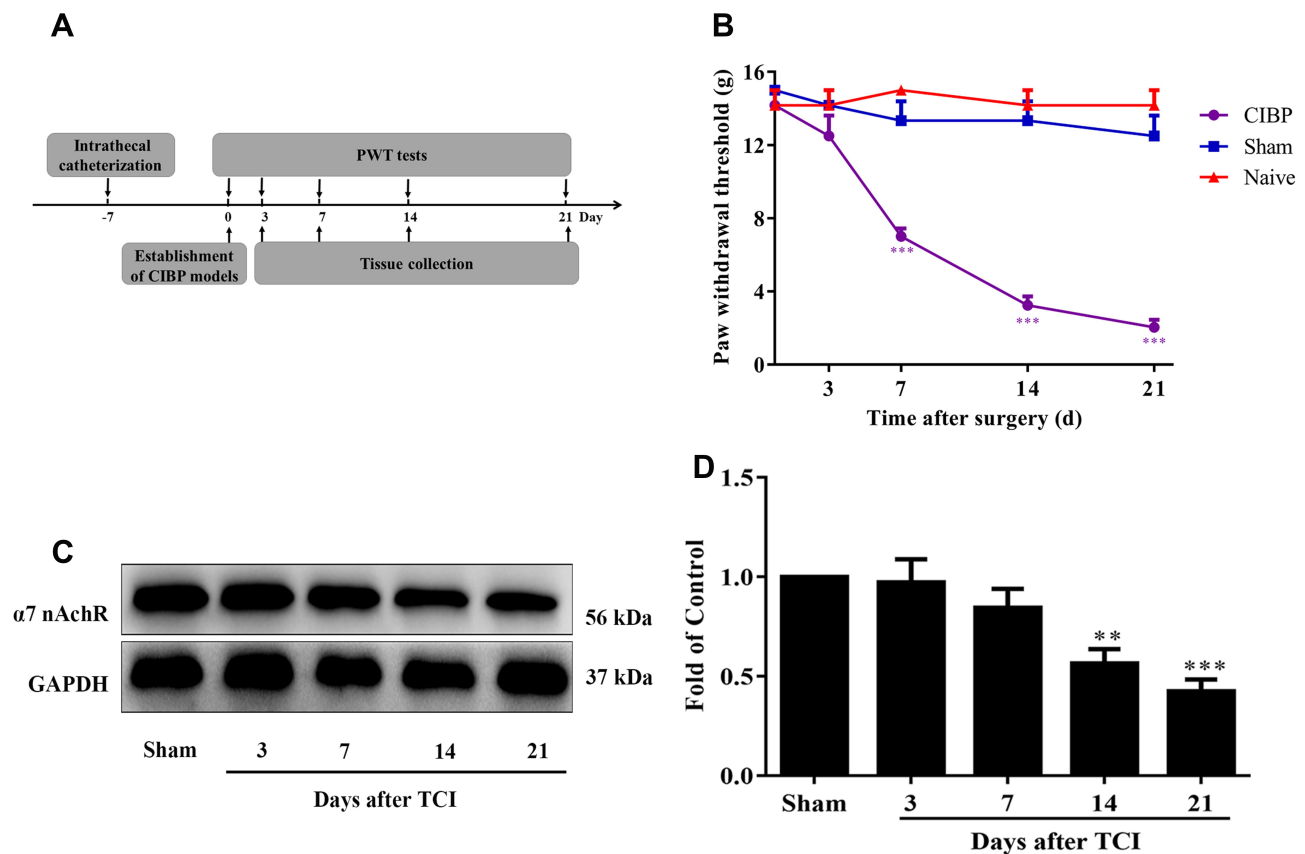 A
Intrathecal
catheterization
PWT tests
-7
0
3
7
14
21
Day
Establishment
of CIBP models
Tissue collection
B
Paw withdrawal threshold (g)
16
12
8
4
0
***
***
***
3
7
14
21
Time after surgery (d)
CIBP
Sham
Naive
C
α7 nAchR
56 kDa
GAPDH
37 kDa
Sham
3
7
14
21
Days after TCI
D
Fold of Control
1.5
1.0
0.5
0.0
**
***
Sham
3
7
14
21
Days after TCI